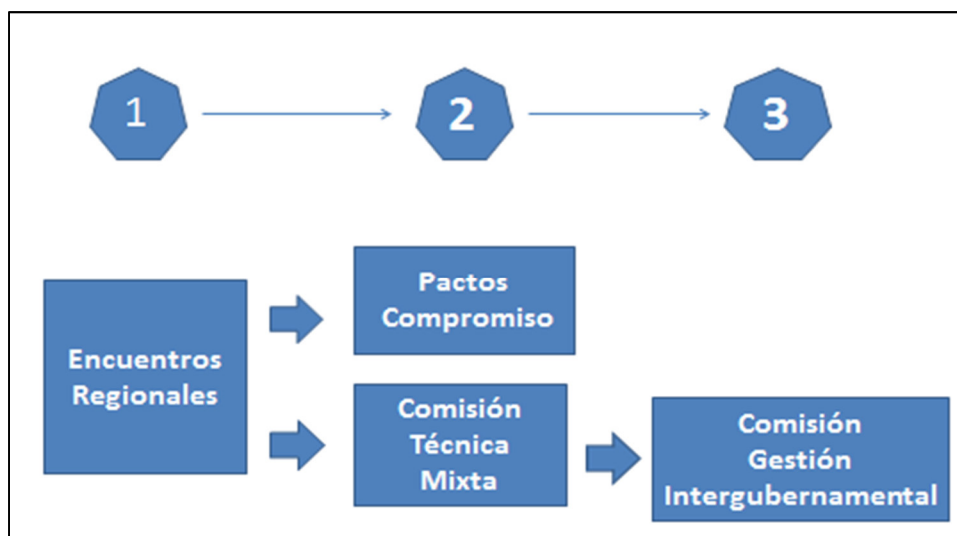 1
2
3
Encuentros
Regionales
Pactos
Compromiso
Comisión
Técnica
Mixta
Comisión
Gestión
Intergubernamental